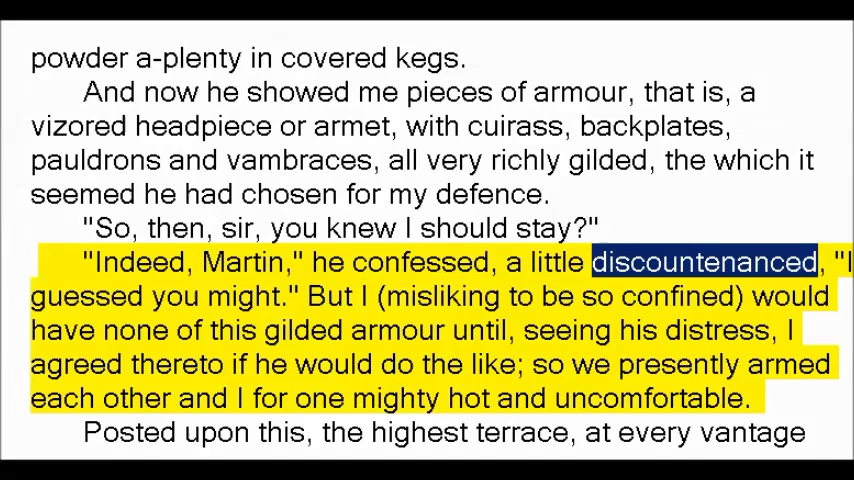 powder a-plenty in covered kegs.
And now he showed me pieces of armour, that is, a
vizored headpiece or armet, with cuirass, backplates,
pauldrons and vambraces, all very richly gilded, the which it
seemed he had chosen for my defence.
"So, then, sir, you knew I should stay?"
"Indeed, Martin," he confessed, a little discountenanced, "I
guessed you might." But I (misliking to be so confined) would
have none of this gilded armour until, seeing his distress, I
agreed thereto if he would do the like; so we presently armed
each other and I for one mighty hot and uncomfortable.
Posted upon this, the highest terrace, at every vantage